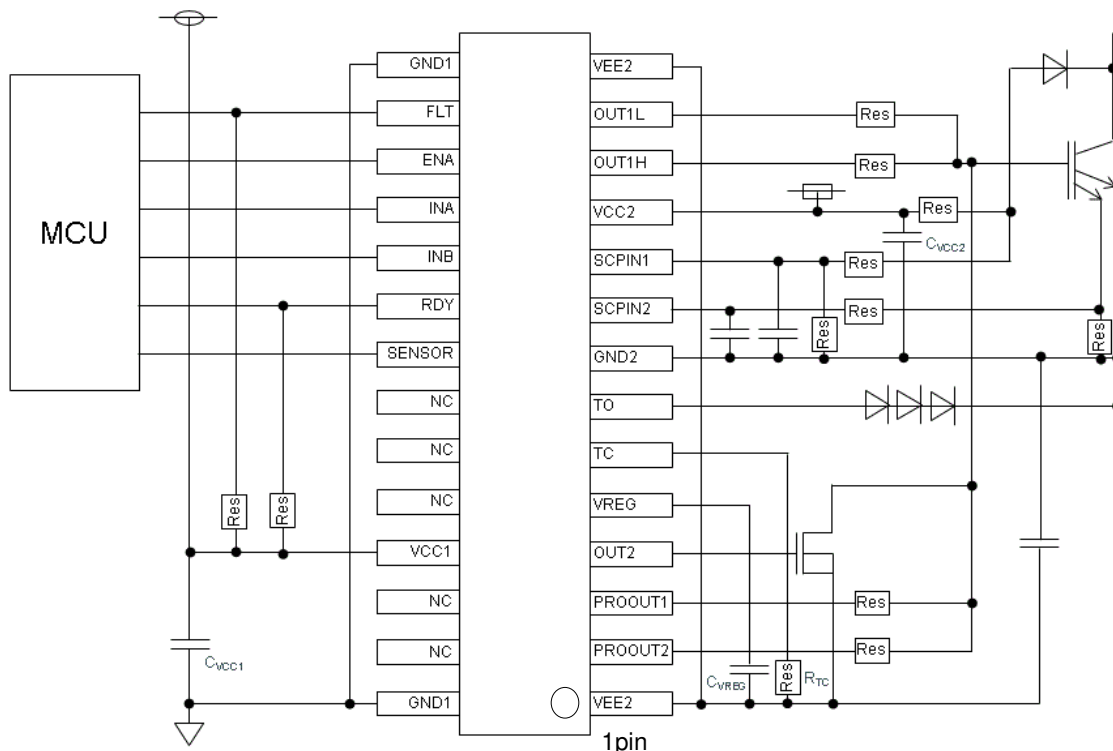 GND1
VEE2
FLT
OUT1L
Res
ENA
OUT1H
Res
INA
VCC2
Res
MCU
INB
SCPIN1
Res
CVCC2
RDY
SCPIN2
Res
Res
Res
SENSOR
GND2
NC
TO
NC
TC
NC
VREG
Res
Res
VCC1
OUT2
NC
PROOUT1
Res
NC
PROOUT2
Res
CVCC1
CVREG
Res
RTC
GND1
VEE2
1pin